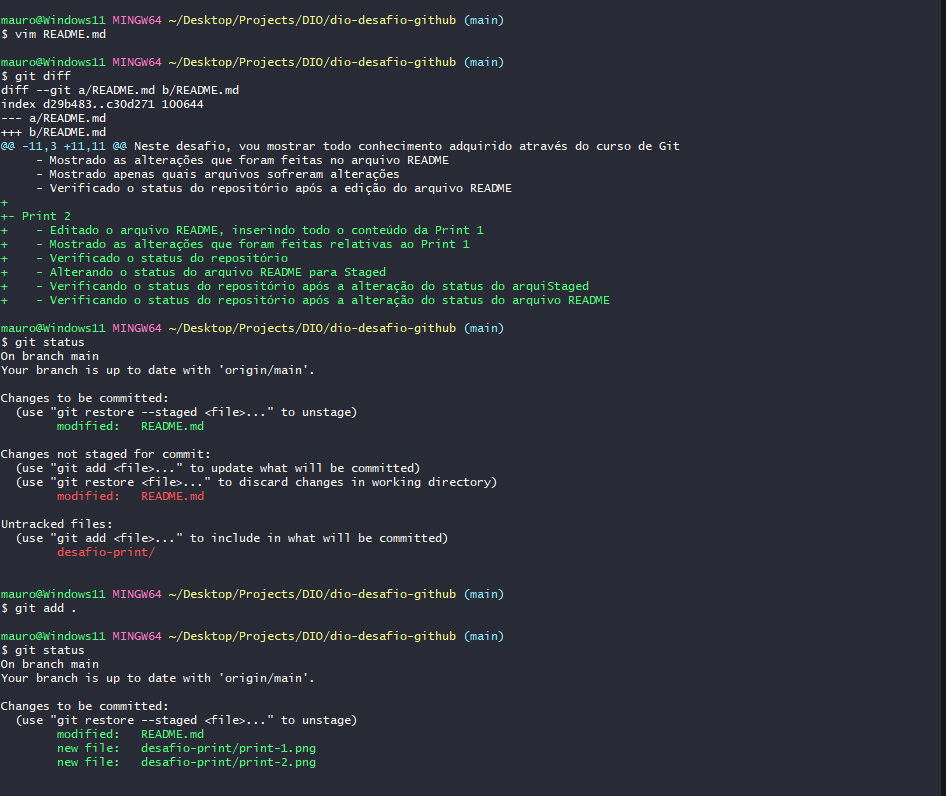 mauro@Windows11 MINGW64 ~/Desktop/Projects/DIO/dio-desafio-github (main)
$ vim README.md
mauro@Windows11 MINGW64 ~/Desktop/Projects/DIO/dio-desafio-github (main)
$ git diff
diff --git a/README.md b/README.md
index d29b483..c30d271 100644
--- a/README.md
+++ b/README.md
@@ -11,3 +11,11 @@ Neste desafio, vou mostrar todo conhecimento adquirido através do curso de Git
     - Mostrado as alterações que foram feitas no arquivo README
     - Mostrado apenas quais arquivos sofreram alterações
     - Verificado o status do repositório após a edição do arquivo README
+
+- Print 2
+    - Editado o arquivo README, inserindo todo o conteúdo da Print 1
+    - Mostrado as alterações que foram feitas relativas ao Print 1
+    - Verificado o status do repositório
+    - Alterando o status do arquivo README para Staged
+    - Verificando o status do repositório após a alteração do status do arquiStaged
+    - Verificando o status do repositório após a alteração do status do arquivo README
mauro@Windows11 MINGW64 ~/Desktop/Projects/DIO/dio-desafio-github (main)
$ git status
On branch main
Your branch is up to date with 'origin/main'.
Changes to be committed:
  (use "git restore --staged <file>..." to unstage)
        modified:   README.md
Changes not staged for commit:
  (use "git add <file>..." to update what will be committed)
  (use "git restore <file>..." to discard changes in working directory)
        modified:   README.md
Untracked files:
  (use "git add <file>..." to include in what will be committed)
        desafio-print/
mauro@Windows11 MINGW64 ~/Desktop/Projects/DIO/dio-desafio-github (main)
$ git add .
mauro@Windows11 MINGW64 ~/Desktop/Projects/DIO/dio-desafio-github (main)
$ git status
On branch main
Your branch is up to date with 'origin/main'.
Changes to be committed:
  (use "git restore --staged <file>..." to unstage)
        modified:   README.md
        new file:   desafio-print/print-1.png
        new file:   desafio-print/print-2.png